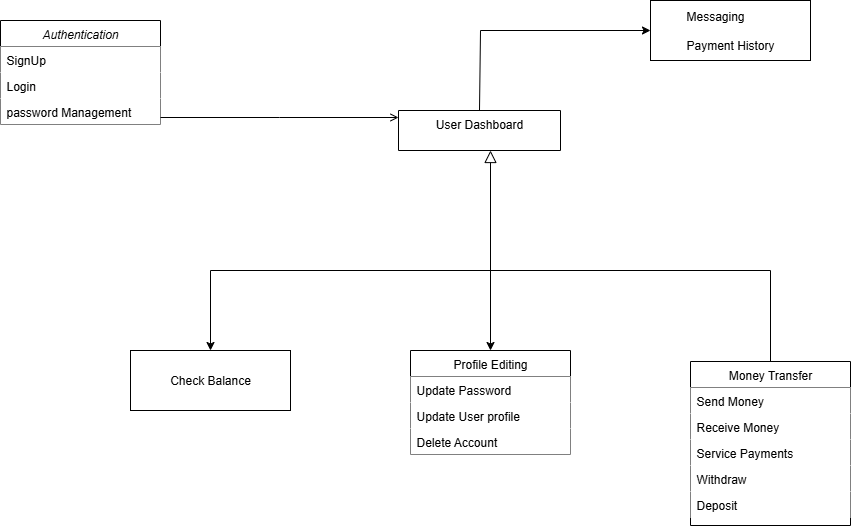 Authentication
SignUp
Login
password Management
Messaging
Payment History
User Dashboard
Check Balance
Profile Editing
Update Password
Update User profile
Delete Account
Money Transfer
Send Money
Receive Money
Service Payments
Withdraw
Deposit